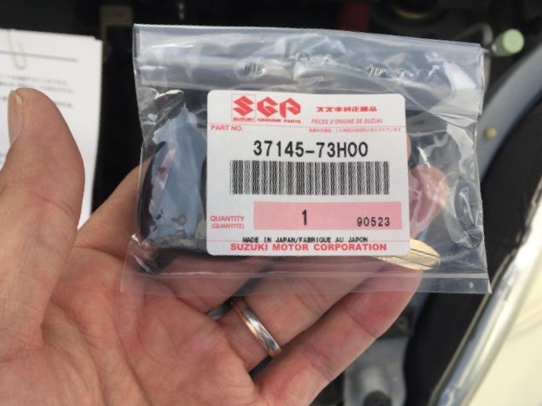 SGP
SUZUKI GENUINE PARTS
スズキ純正部品
PIECES D'ORIGINE DE SUZUKI
PART NO.
37145-73H00
QUANTITY
(QUANTITE)
1
90523
MADE IN JAPAN/FABRIQUE AU JAPON
SUZUKI MOTOR CORPORATION